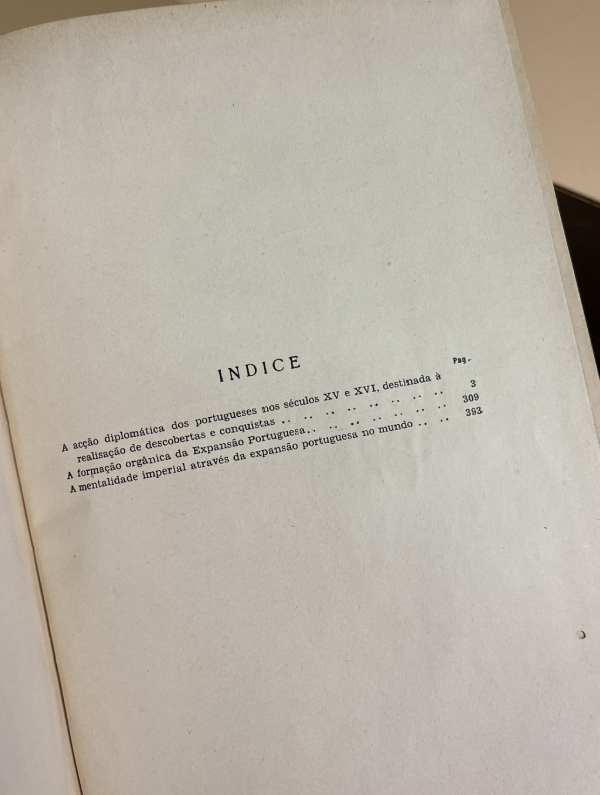 INDICE
Pag.
A acção diplomática dos portugueses nos séculos XV e XVI, destinada à
realisação de descobertas e conquistas .. .. .. .. .. .. .. .. 3
A formação orgânica da Expansão Portuguesa.. .. .. .. .. .. .. 309
A mentalidade imperial através da expansão portuguesa no mundo .. .. 393